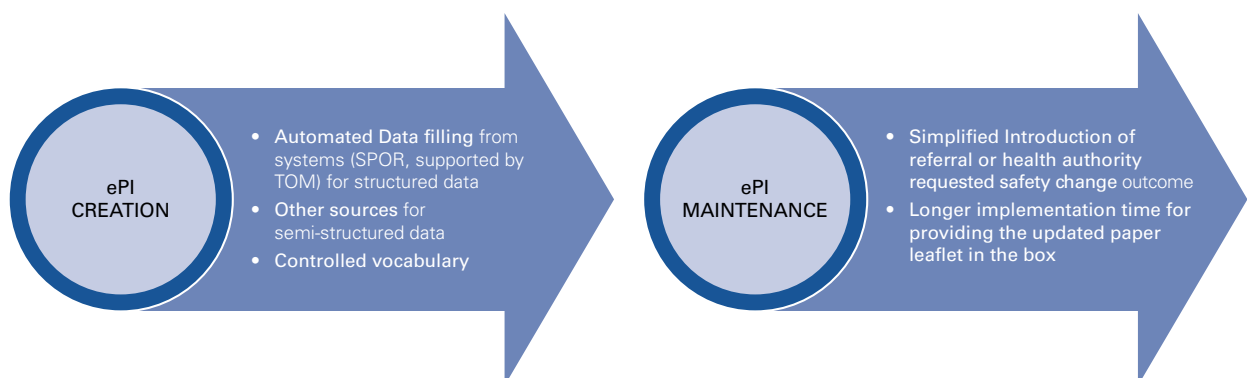 ePI
CREATION
• Automated Data filling from
systems (SPOR, supported by
TOM) for structured data
• Other sources for
semi-structured data
• Controlled vocabulary
ePI
MAINTENANCE
• Simplified Introduction of
referral or health authority
requested safety change outcome
• Longer implementation time for
providing the updated paper
leaflet in the box